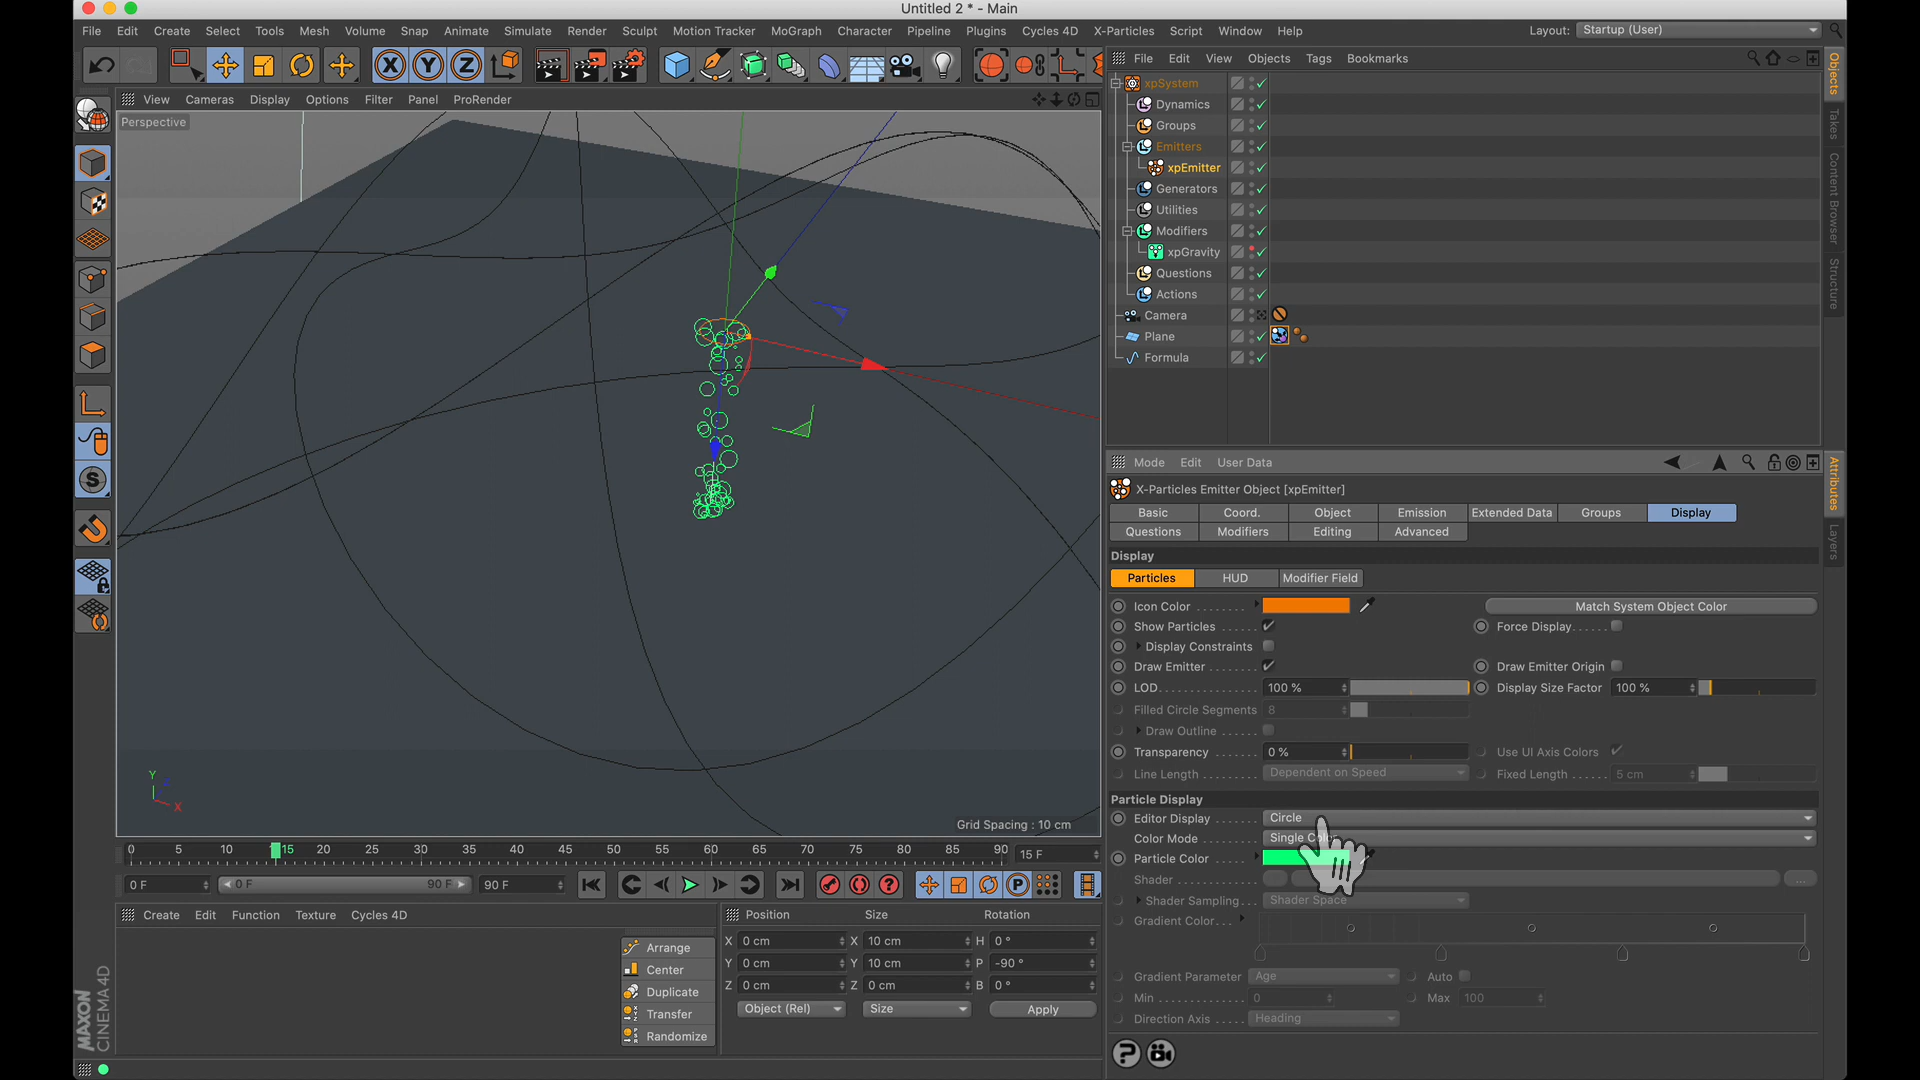 Untitled 2 * - Main
File Edit Create Select Tools Mesh Volume Snap Animate Simulate Render Sculpt Motion Tracker MoGraph Character Pipeline Plugins Cycles 4D X-Particles Script Window Help Layout: Startup (User)
X Y Z
View Cameras Display Options Filter Panel ProRender
Perspective
Y
X
Grid Spacing : 10 cm
0 5 10 15 20 25 30 35 40 45 50 55 60 65 70 75 80 85 90 15 F
0 F 0 F 90 F 90 F
Create Edit Function Texture Cycles 4D
Arrange
Center
Duplicate
Transfer
Randomize
Position Size Rotation
X 0 cm X 10 cm H 0 °
Y 0 cm Y 10 cm P -90 °
Z 0 cm Z 0 cm B 0 °
Object (Rel) Size Apply
MAXON CINEMA4D
File Edit View Objects Tags Bookmarks
xpSystem
Dynamics
Groups
Emitters
xpEmitter
Generators
Utilities
Modifiers
xpGravity
Questions
Actions
Camera
Plane
Formula
Objects
Takes
Content Browser
Structure
Mode Edit User Data
X-Particles Emitter Object [xpEmitter]
Basic Coord. Object Emission Extended Data Groups Display
Questions Modifiers Editing Advanced
Display
Particles HUD Modifier Field
Icon Color Match System Object Color
Show Particles Force Display
Display Constraints
Draw Emitter Draw Emitter Origin
LOD 100 % Display Size Factor 100 %
Filled Circle Segments 8
Draw Outline
Transparency 0 % Use UI Axis Colors
Line Length Dependent on Speed Fixed Length 5 cm
Particle Display
Editor Display Circle
Color Mode Single Color
Particle Color
Shader ...
Shader Sampling Shader Space
Gradient Color
Gradient Parameter Age Auto
Min 0 Max 100
Direction Axis Heading
Attributes
Layers